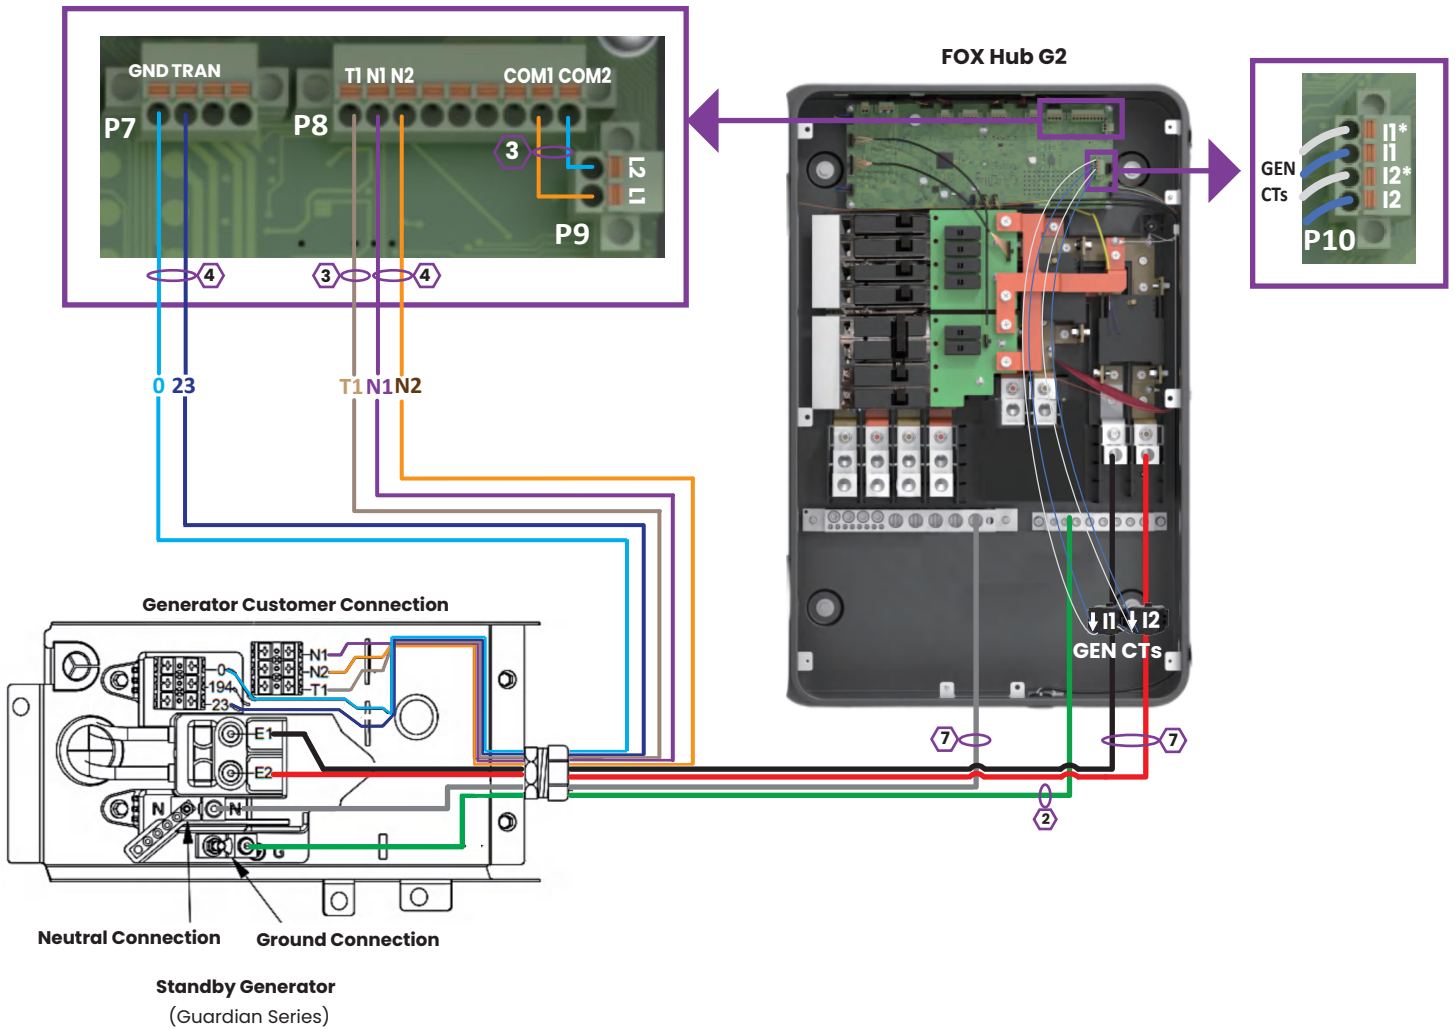 FOX Hub G2
GND TRAN
T1 N1 N2
COM1 COM2
P7
P8
3
L2
L1
P9
4
3
4
I1*
I1
I2*
I2
GEN
CTs
P10
0 23
T1 N1 N2
Generator Customer Connection
0
194
23
N1
N2
T1
E1
E2
N
N
G
I1 I2
GEN CTs
7
7
2
Neutral Connection
Ground Connection
Standby Generator
(Guardian Series)